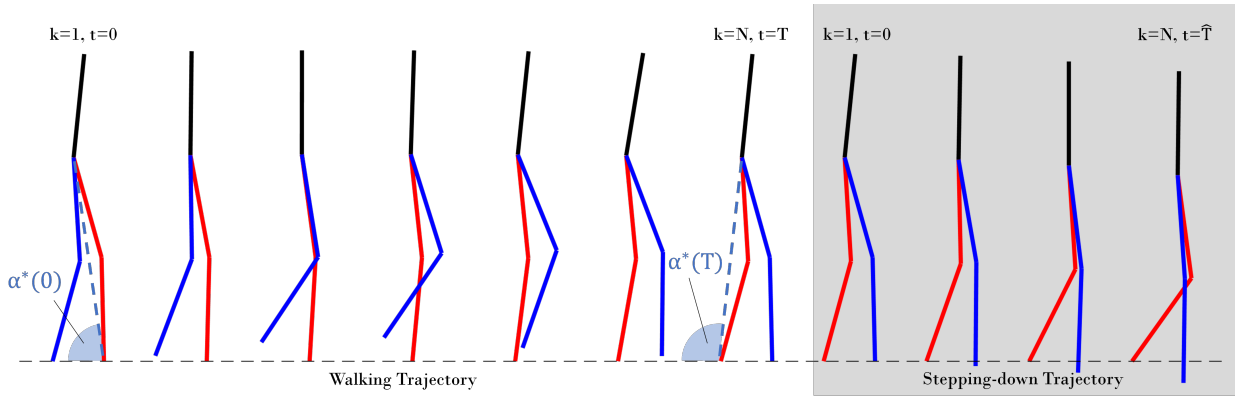 k=1, t=0
k=N, t=T
k=1, t=0
k=N, t=T̂
α*(0)
α*(T)
Walking Trajectory
Stepping-down Trajectory